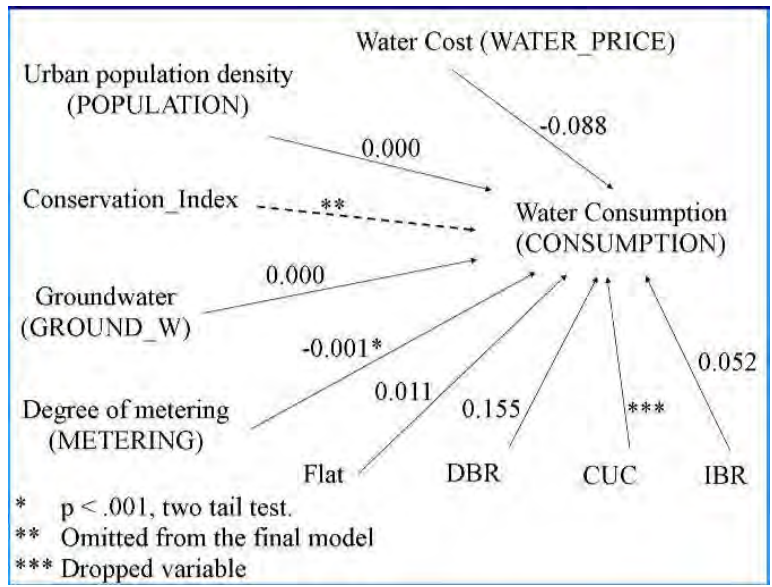 Water Cost (WATER_PRICE)
Urban population density
(POPULATION)
-0.088
0.000
Conservation_Index
**
Water Consumption
(CONSUMPTION)
0.000
Groundwater
(GROUND_W)
-0.001*
0.052
0.011
0.155
***
Degree of metering
(METERING)
Flat
DBR
CUC
IBR
* p < .001, two tail test.
** Omitted from the final model
*** Dropped variable